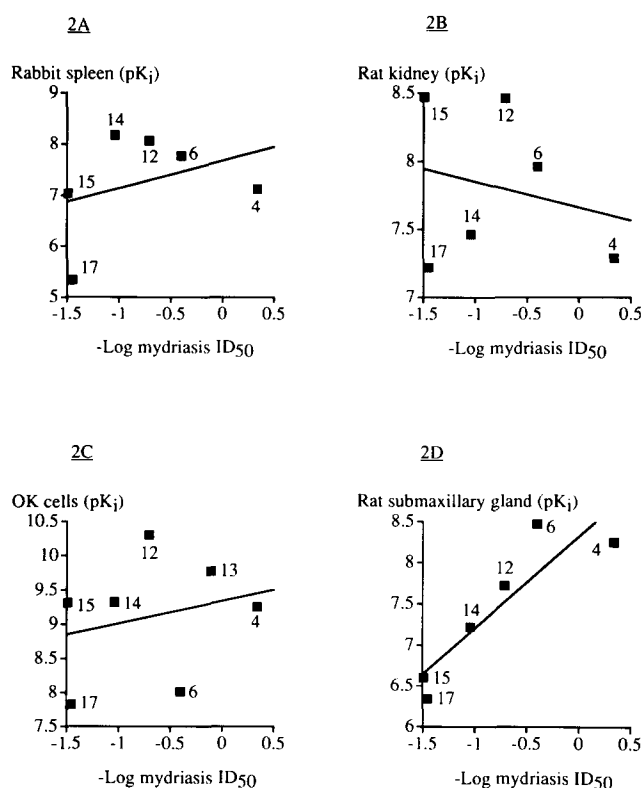 2A
Rabbit spleen (pKi)
9
8
7
6
5
14
12
6
15
4
17
-1.5 -1 -0.5 0 0.5
-Log mydriasis ID50
2B
Rat kidney (pKi)
8.5
8
7.5
7
15
12
6
14
17
4
-1.5 -1 -0.5 0 0.5
-Log mydriasis ID50
2C
OK cells (pKi)
10.5
10
9.5
9
8.5
8
7.5
12
13
15
14
4
6
17
-1.5 -1 -0.5 0 0.5
-Log mydriasis ID50
2D
Rat submaxillary gland (pKi)
8.5
8
7.5
7
6.5
6
6
4
12
14
15
17
-1.5 -1 -0.5 0 0.5
-Log mydriasis ID50